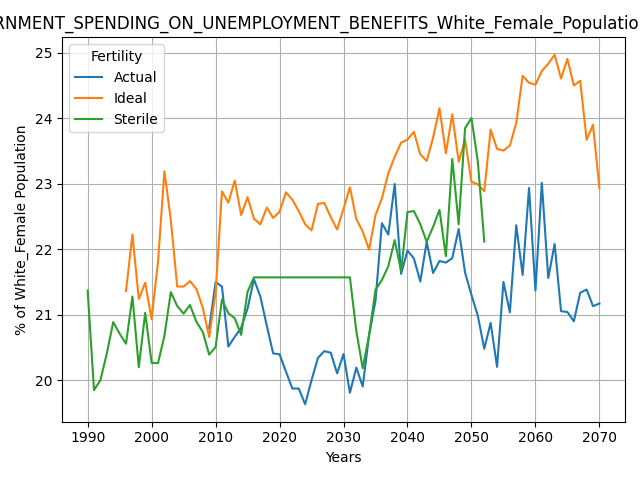 RNMENT_SPENDING_ON_UNEMPLOYMENT_BENEFITS_White_Female_Populatio
Fertility
Actual
Ideal
Sterile
% of White_Female Population
25
24
23
22
21
20
1990 2000 2010 2020 2030 2040 2050 2060 2070
Years